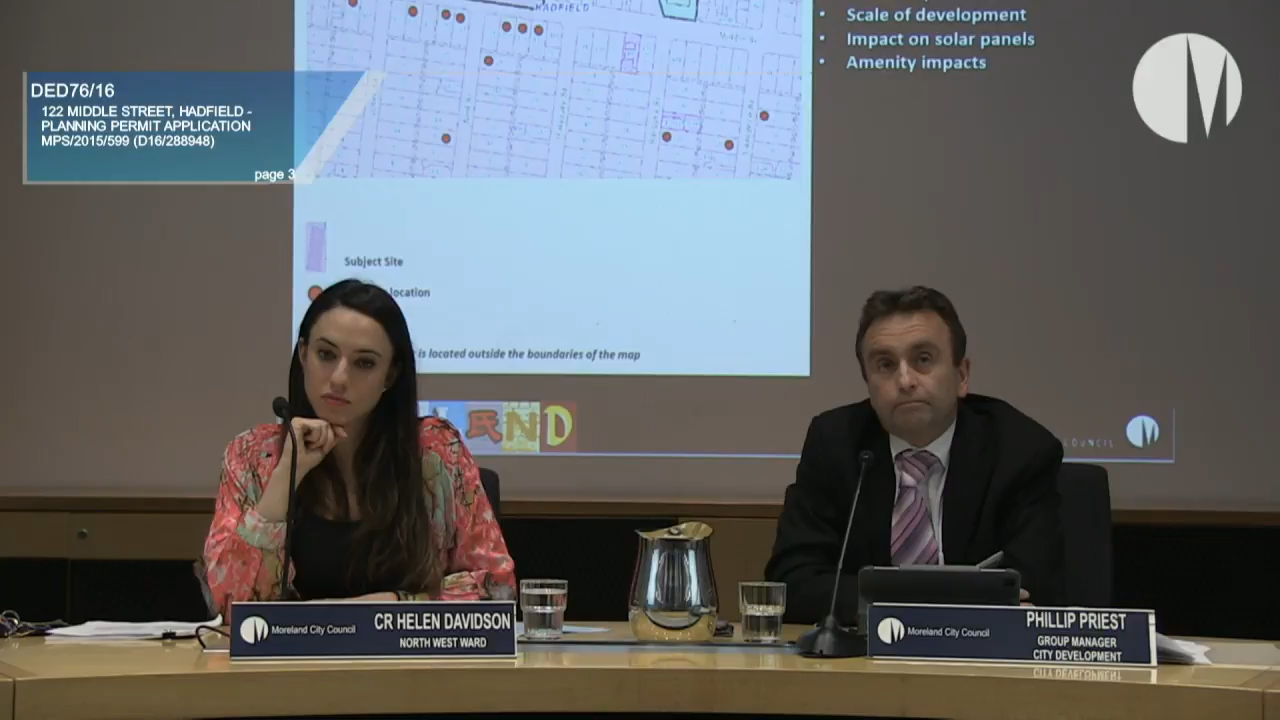 HADFIELD
Scale of development
Impact on solar panels
Amenity impacts
DED76/16
122 MIDDLE STREET, HADFIELD -
PLANNING PERMIT APPLICATION
MPS/2015/599 (D16/288948)
page 3
Subject Site
location
is located outside the boundaries of the map
COUNCIL
Moreland City Council
CR HELEN DAVIDSON
NORTH WEST WARD
Moreland City Council
PHILLIP PRIEST
GROUP MANAGER
CITY DEVELOPMENT